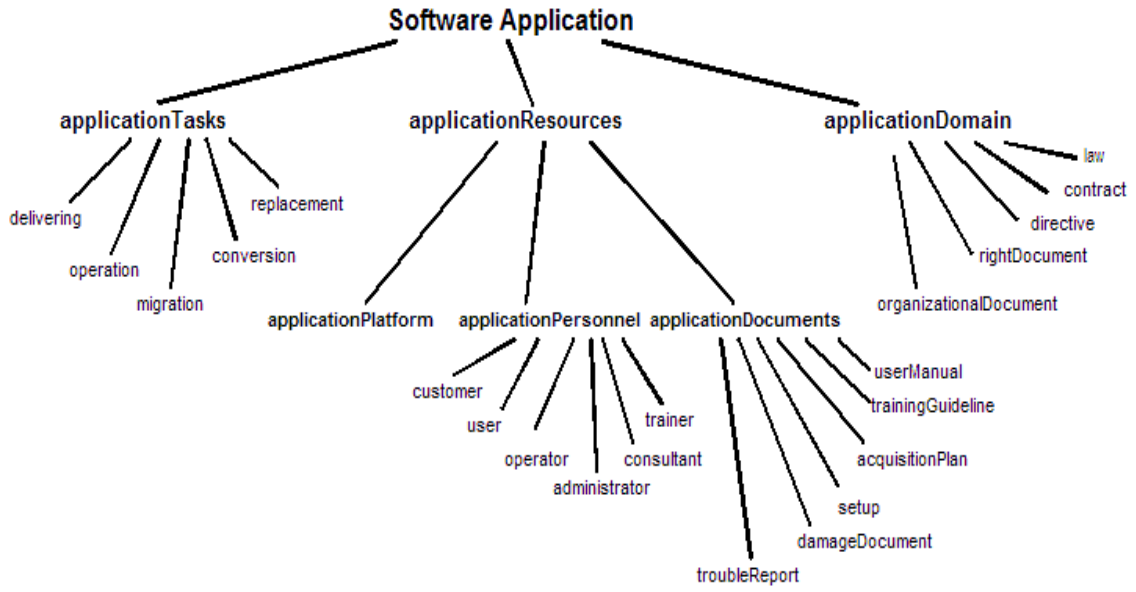 Software Application
applicationTasks
applicationResources
applicationDomain
law
contract
directive
rightDocument
organizationalDocument
replacement
delivering
conversion
operation
migration
applicationPlatform
applicationPersonnel
applicationDocuments
customer
user
operator
administrator
consultant
trainer
userManual
trainingGuideline
acquisitionPlan
setup
damageDocument
troubleReport